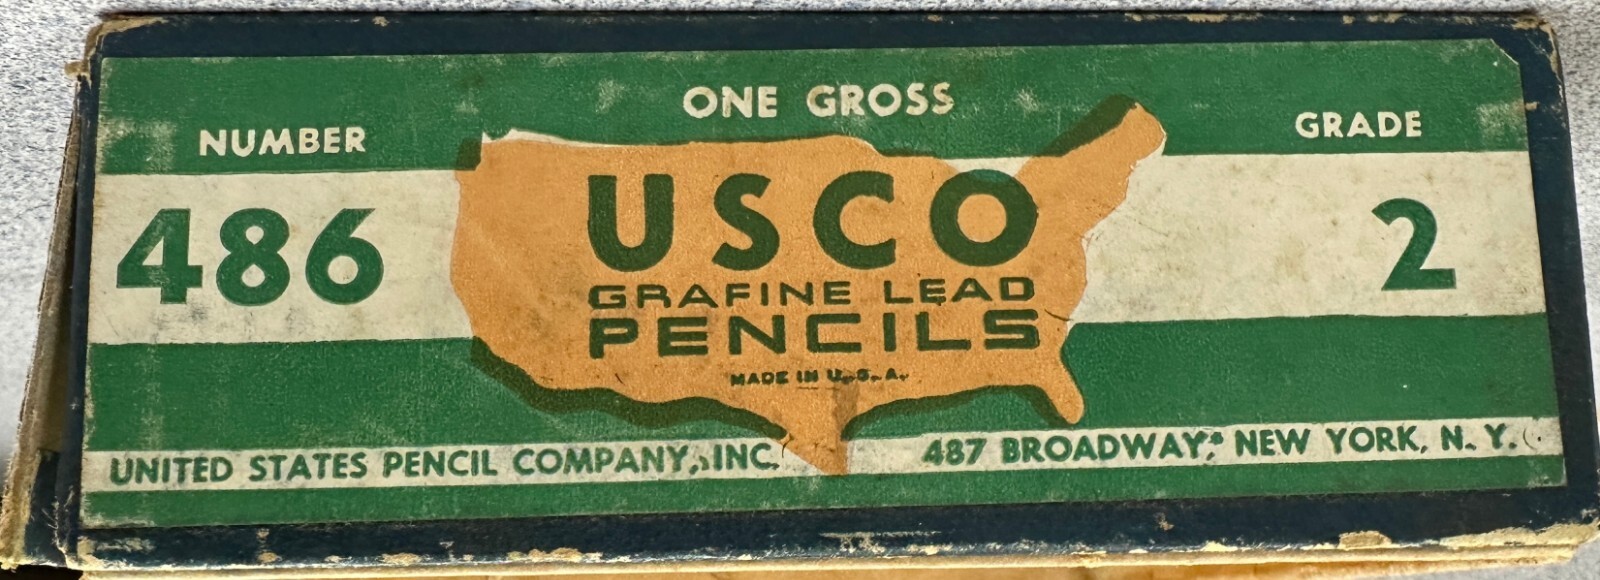 ONE GROSS
NUMBER
GRADE
486
USCO
2
GRAFINE LEAD
PENCILS
MADE IN U.S.A.
UNITED STATES PENCIL COMPANY, INC.
487 BROADWAY, NEW YORK, N. Y.